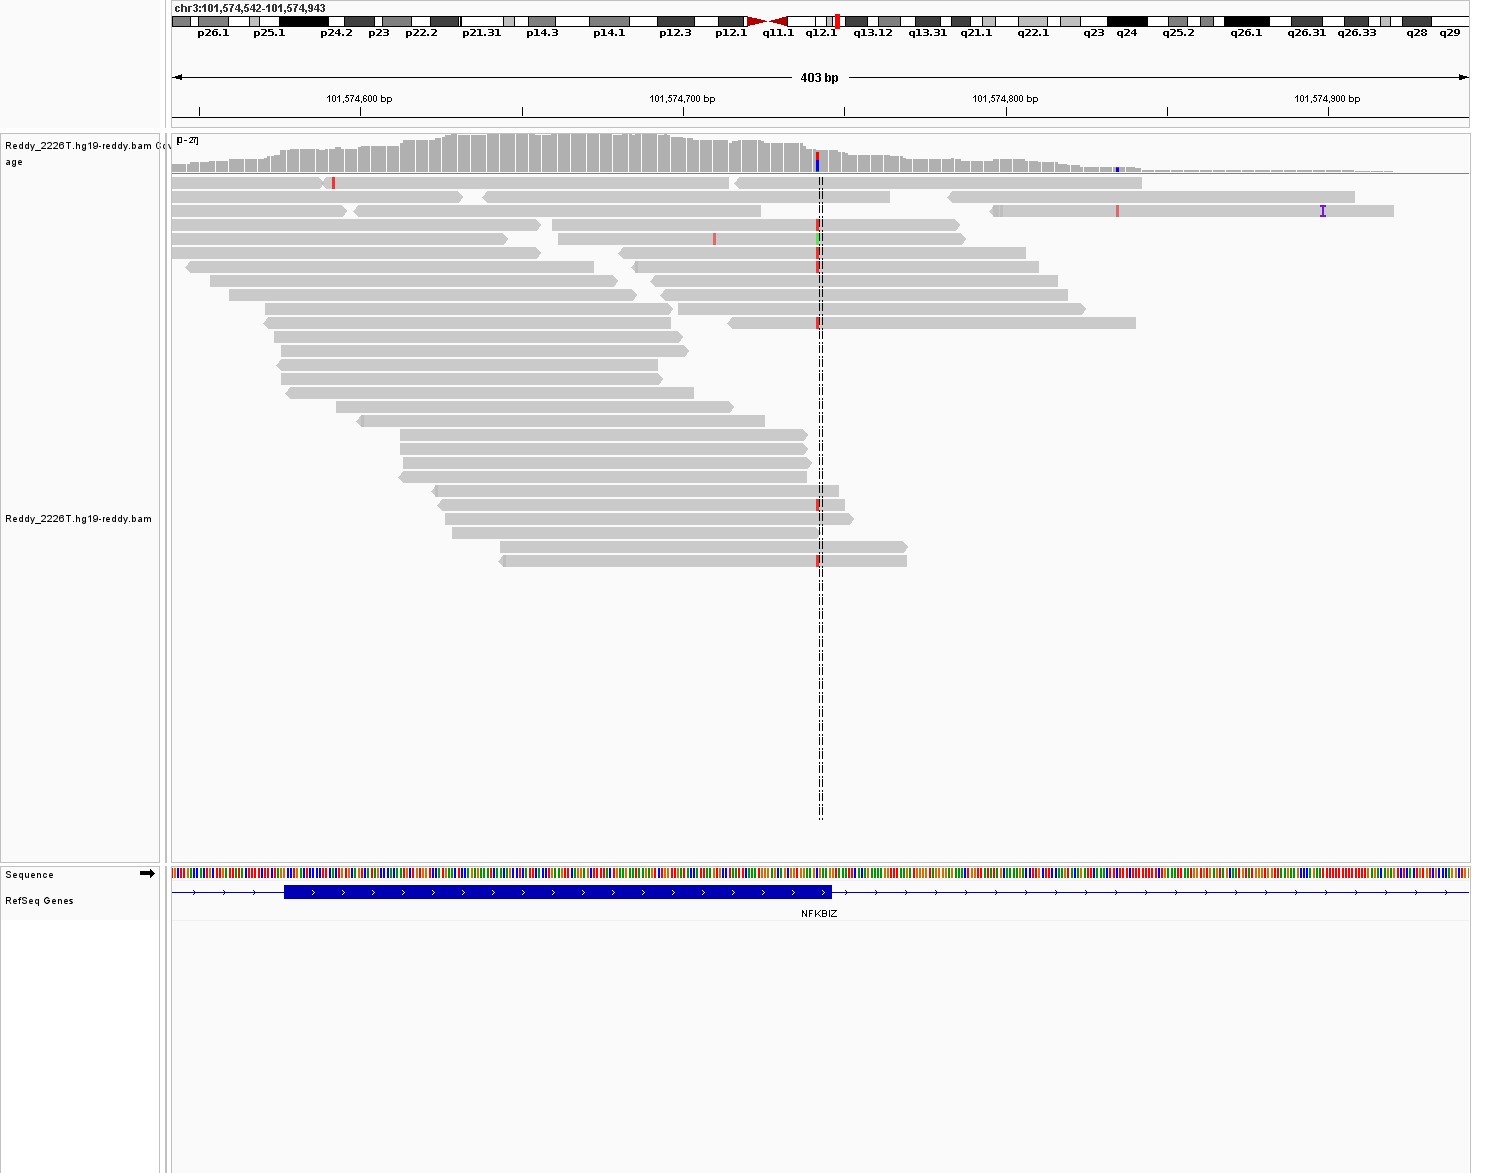 chr3:101,574,542-101,574,943
p26.1 p25.1 p24.2 p23 p22.2 p21.31 p14.3 p14.1 p12.3 p12.1 q11.1 q12.1 q13.12 q13.31 q21.1 q22.1 q23 q24 q25.2 q26.1 q26.31 q26.33 q28 q29
403 bp
101,574,600 bp 101,574,700 bp 101,574,800 bp 101,574,900 bp
[0 - 27]
Reddy_2226T.hg19-reddy.bam Cov
age
Reddy_2226T.hg19-reddy.bam
Sequence
RefSeq Genes
NFKBIZ